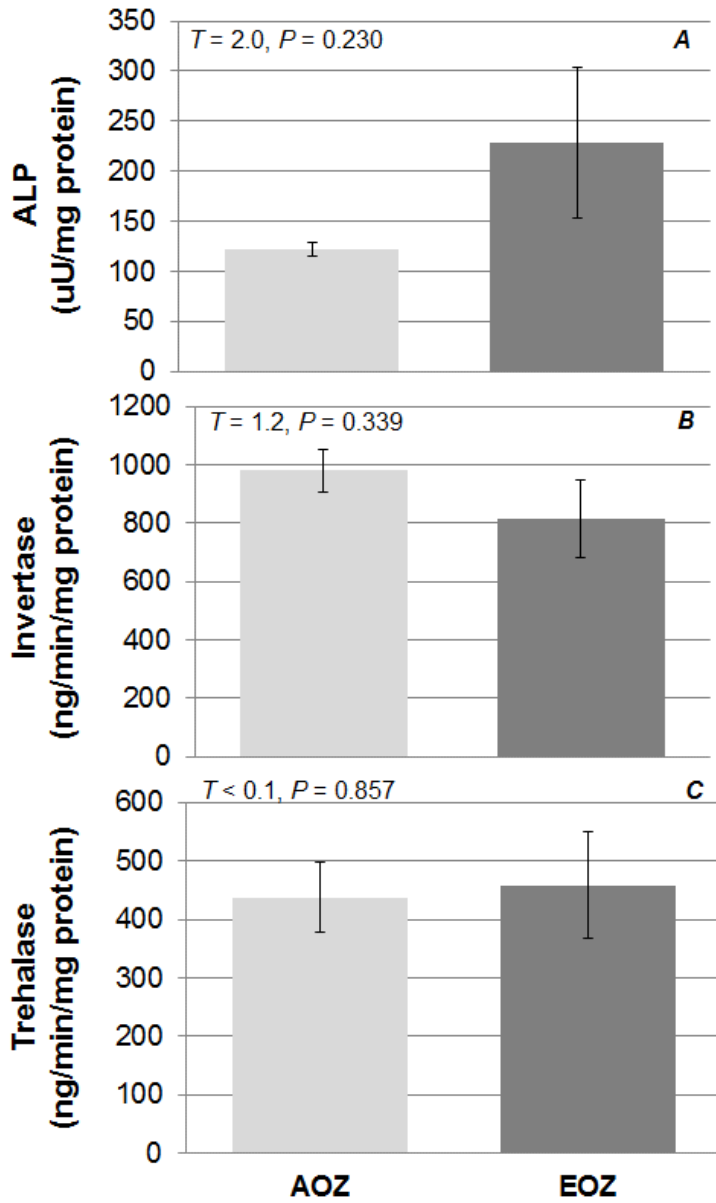 T = 2.0, P = 0.230
A
350
300
250
200
150
100
50
0
ALP
(uU/mg protein)
T = 1.2, P = 0.339
B
1200
1000
800
600
400
200
0
Invertase
(ng/min/mg protein)
T < 0.1, P = 0.857
C
600
500
400
300
200
100
0
Trehalase
(ng/min/mg protein)
AOZ
EOZ